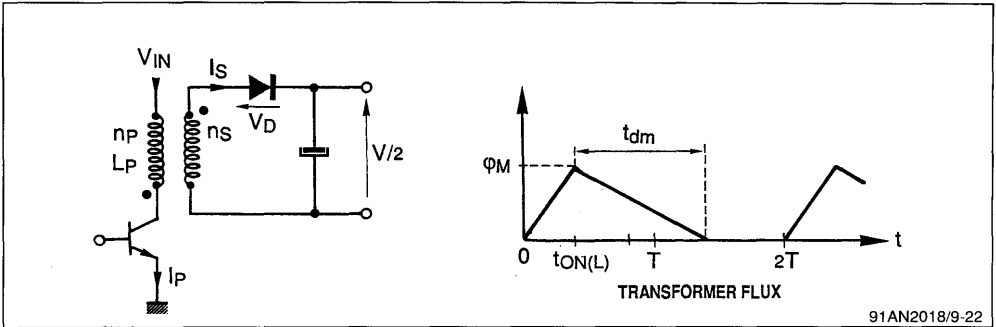 VIN
IS
VD
nP
LP
nS
V/2
IP
φM
tdm
0
tON(L)
T
2T
t
TRANSFORMER FLUX
91AN2018/9-22